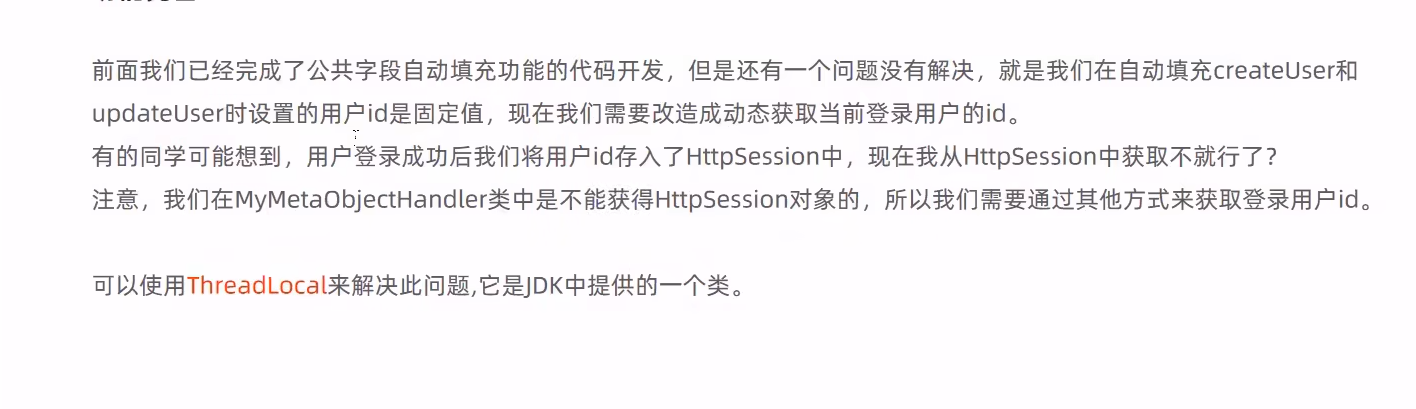 前面我们已经完成了公共字段自动填充功能的代码开发，但是还有一个问题没有解决，就是我们在自动填充createUser和
updateUser时设置的用户id是固定值，现在我们需要改造成动态获取当前登录用户的id。
有的同学可能想到，用户登录成功后我们将用户id存入了HttpSession中，现在我从HttpSession中获取不就行了？
注意，我们在MyMetaObjectHandler类中是不能获得HttpSession对象的，所以我们需要通过其他方式来获取登录用户id。
可以使用ThreadLocal来解决此问题,它是JDK中提供的一个类。